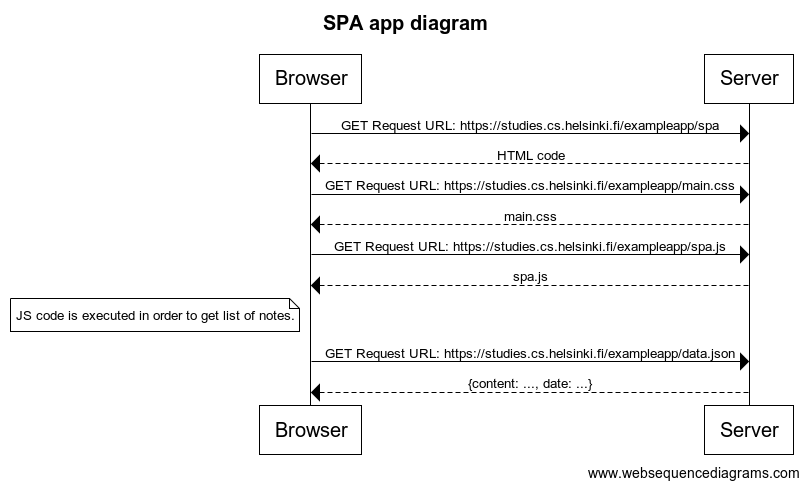 SPA app diagram
Browser Server
GET Request URL: https://studies.cs.helsinki.fi/exampleapp/spa
HTML code
GET Request URL: https://studies.cs.helsinki.fi/exampleapp/main.css
main.css
GET Request URL: https://studies.cs.helsinki.fi/exampleapp/spa.js
spa.js
JS code is executed in order to get list of notes.
GET Request URL: https://studies.cs.helsinki.fi/exampleapp/data.json
{content: ..., date: ...}
Browser Server
www.websequencediagrams.com